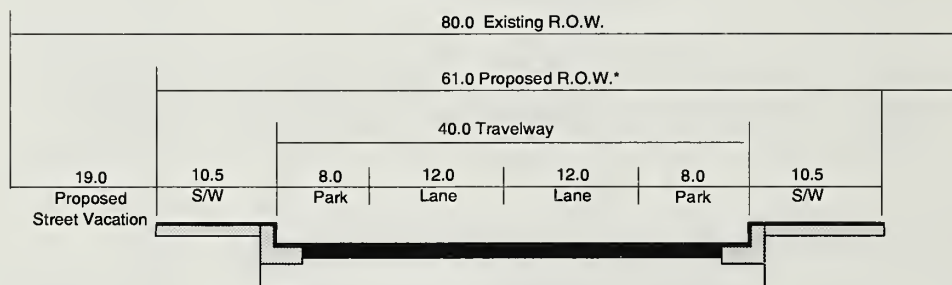 80.0 Existing R.O.W.
61.0 Proposed R.O.W.*
40.0 Travelway
19.0 10.5 8.0 12.0 12.0 8.0 10.5
Proposed S/W Park Lane Lane Park S/W
Street Vacation